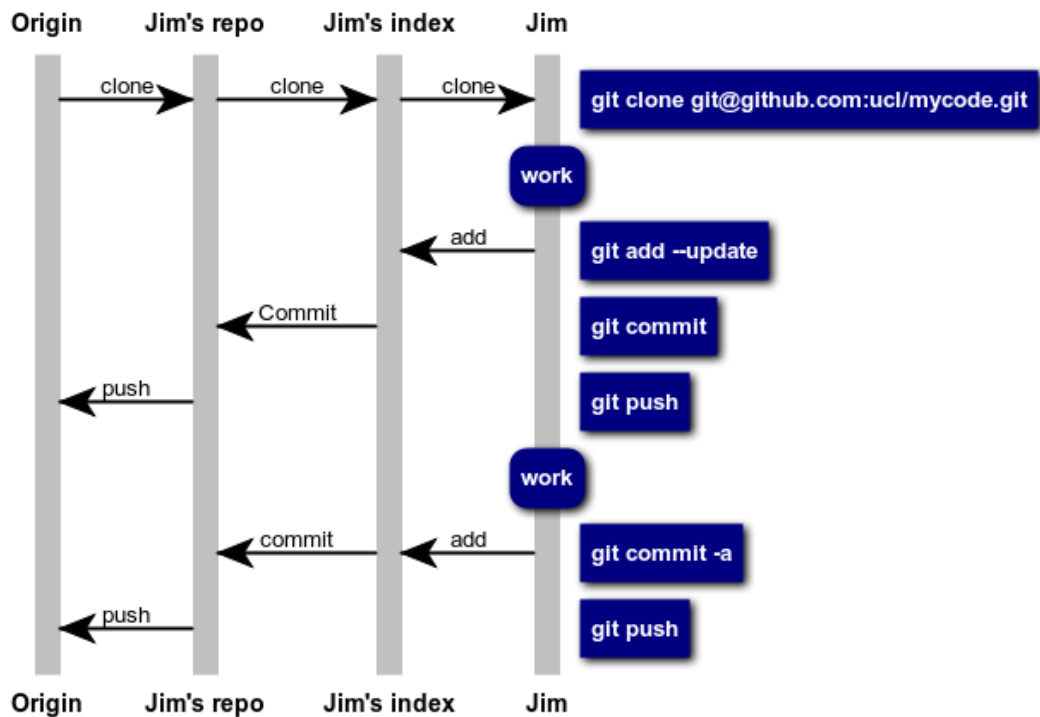 Origin Jim's repo Jim's index Jim
clone clone clone git clone git@github.com:ucl/mycode.git
work
add git add --update
Commit git commit
push git push
work
commit add git commit -a
push git push
Origin Jim's repo Jim's index Jim